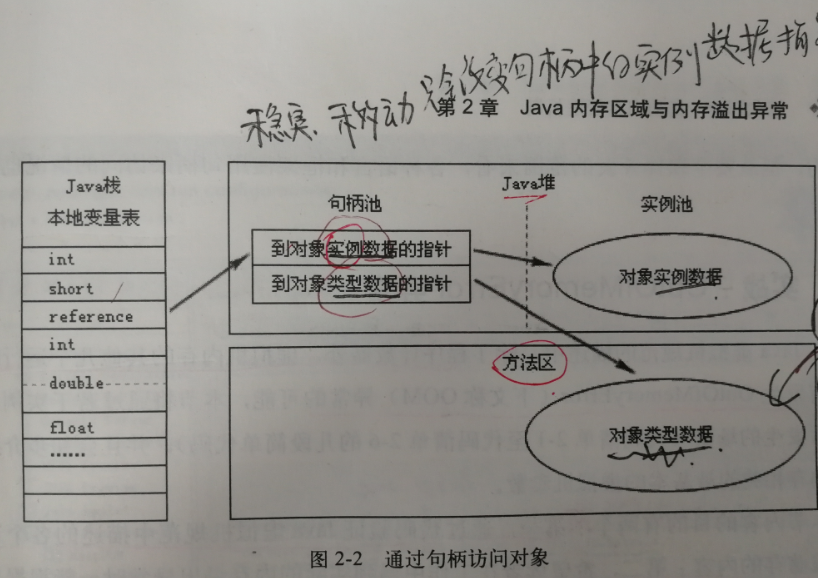 只会改变句柄中的实例数据指
稳实、移动
第 2 章 Java 内存区域与内存溢出异常
Java栈
本地变量表
int
short
reference
int
double
float
......
句柄池
Java堆
实例池
到对象实例数据的指针
到对象类型数据的指针
对象实例数据
方法区
对象类型数据
图 2-2 通过句柄访问对象